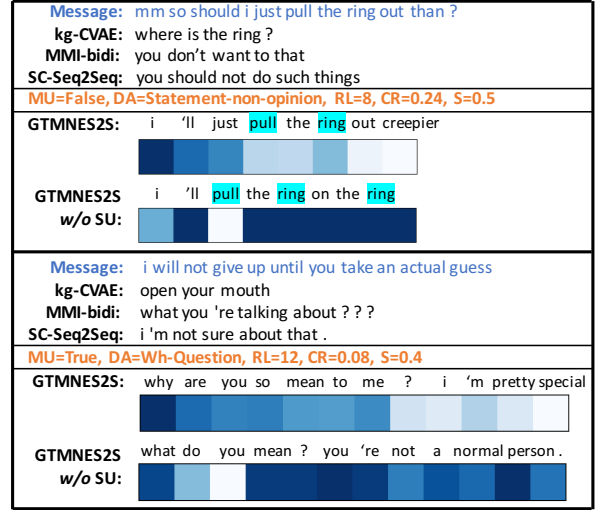 Message: mm so should i just pull the ring out than ?
kg-CVAE: where is the ring ?
MMI-bidi: you don't want to that
SC-Seq2Seq: you should not do such things
MU=False, DA=Statement-non-opinion, RL=8, CR=0.24, S=0.5
GTMNES2S: i 'll just pull the ring out creepier
GTMNES2S w/o SU: i 'll pull the ring on the ring
Message: i will not give up until you take an actual guess
kg-CVAE: open your mouth
MMI-bidi: what you 're talking about ? ? ?
SC-Seq2Seq: i 'm not sure about that .
MU=True, DA=Wh-Question, RL=12, CR=0.08, S=0.4
GTMNES2S: why are you so mean to me ? i 'm pretty special
GTMNES2S w/o SU: what do you mean ? you 're not a normal person .